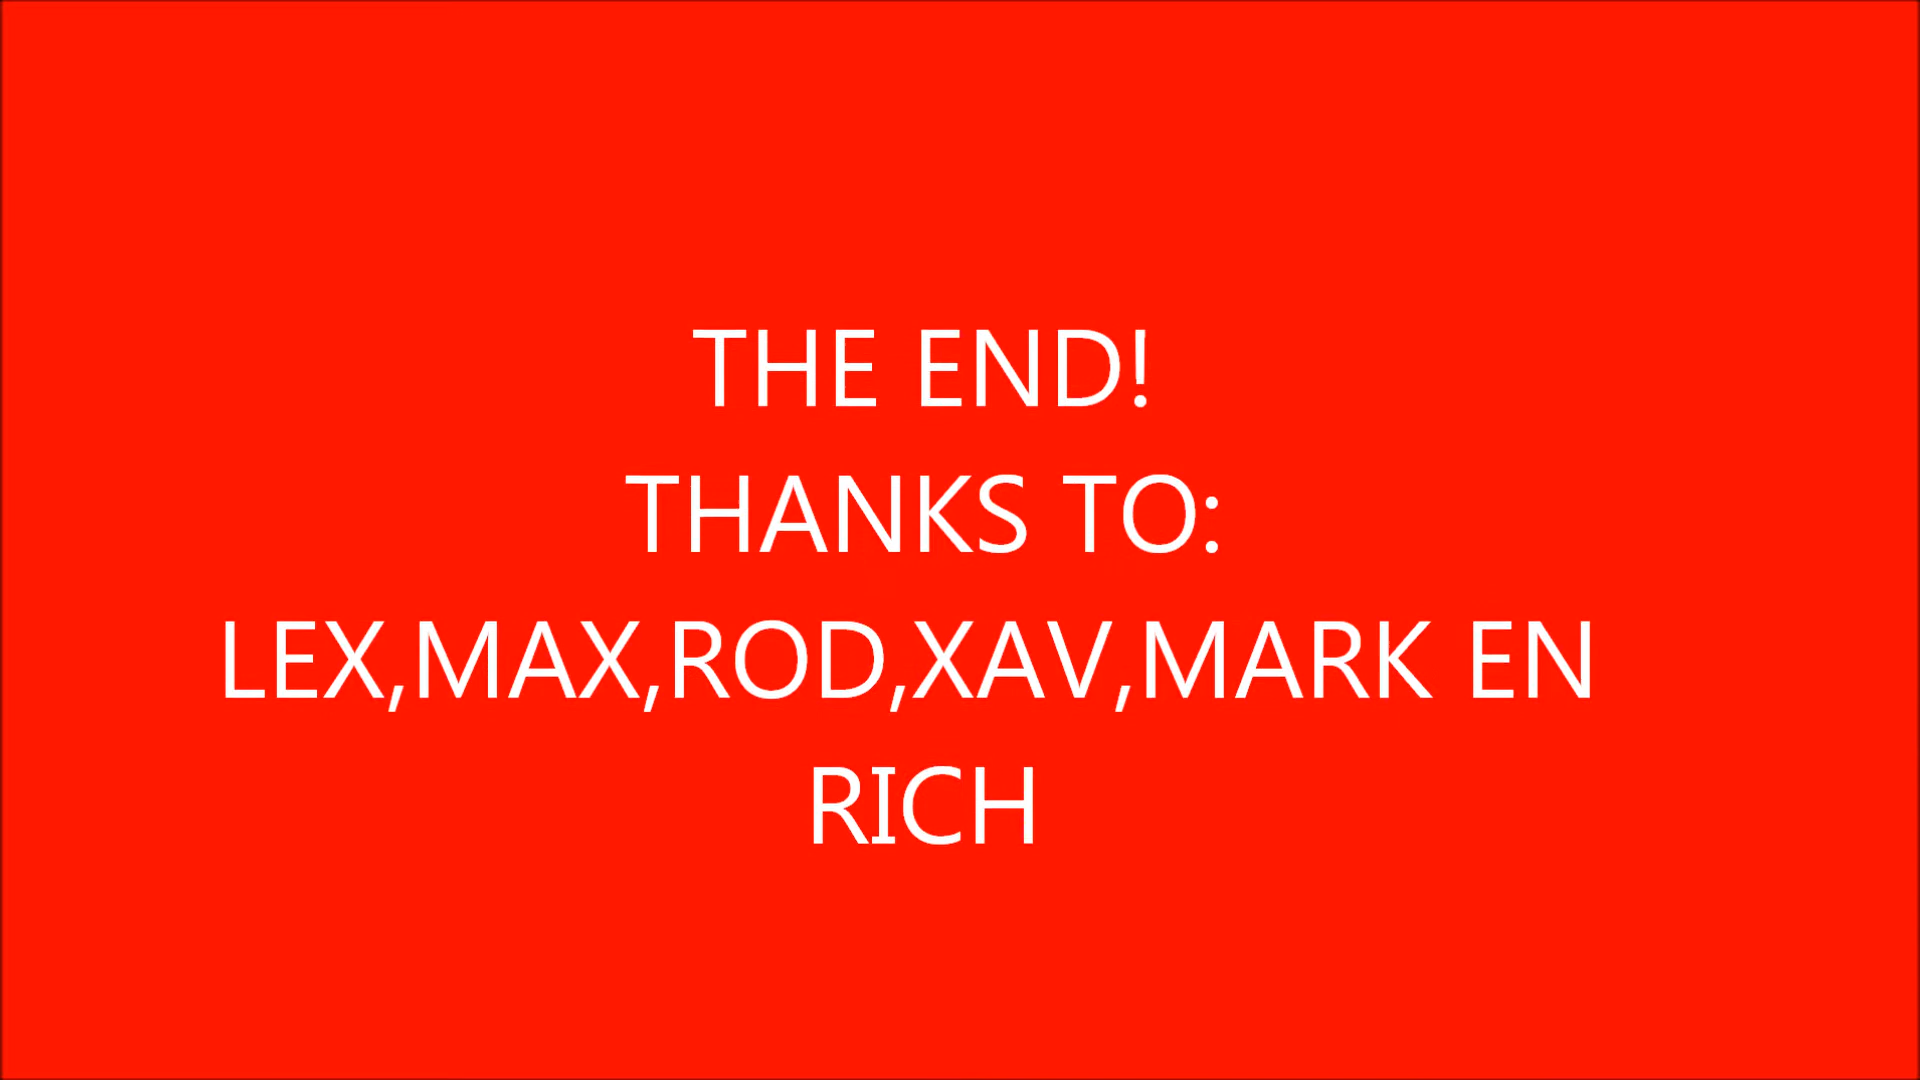 THE END!
THANKS TO:
LEX,MAX,ROD,XAV,MARK EN
RICH